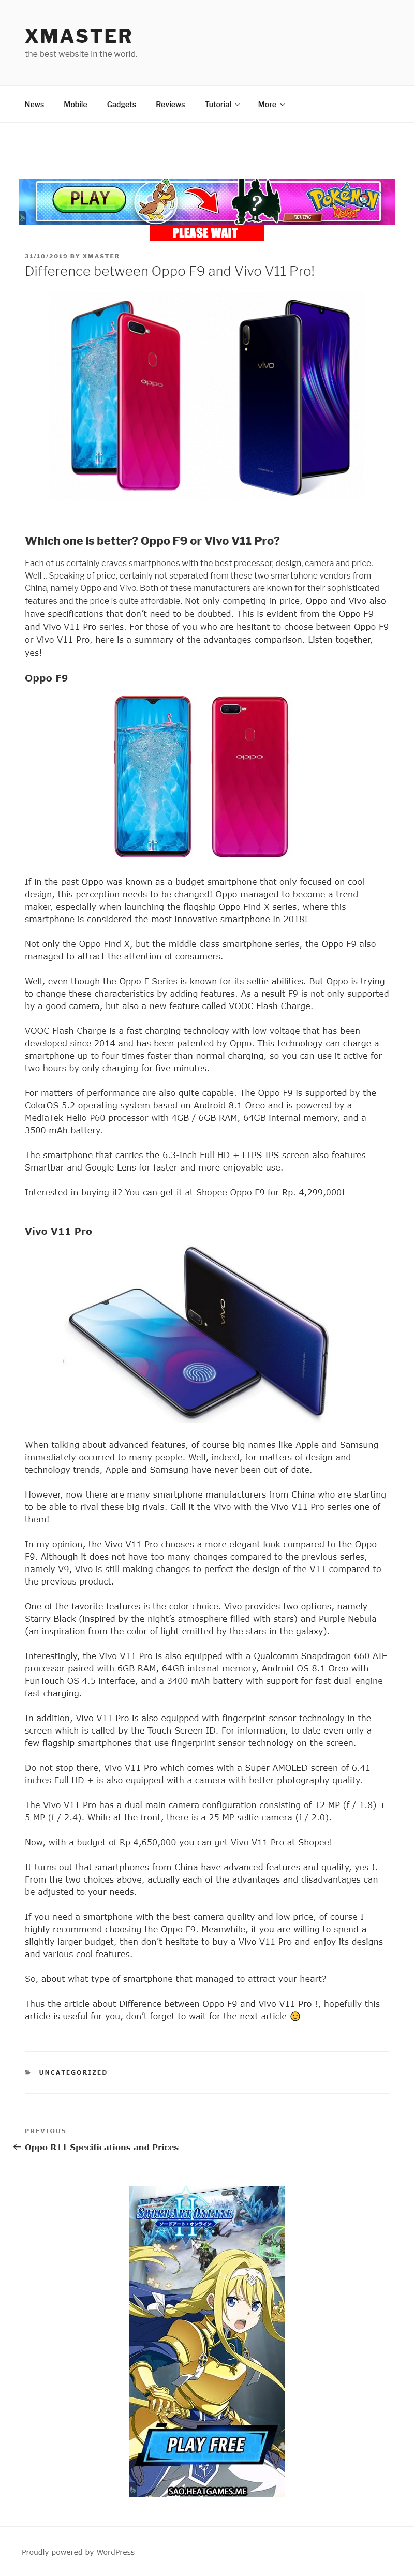 XMASTER
the best website in the world.
News
Mobile
Gadgets
Reviews
Tutorial
More
PLAY
?
Pokémon
PLEASE WAIT
31/10/2019 BY XMASTER
Difference between Oppo F9 and Vivo V11 Pro!
oppo
vivo
Which one is better? Oppo F9 or Vivo V11 Pro?
Each of us certainly craves smartphones with the best processor, design, camera and price.
Well .. Speaking of price, certainly not separated from these two smartphone vendors from
China, namely Oppo and Vivo. Both of these manufacturers are known for their sophisticated
features and the price is quite affordable. Not only competing in price, Oppo and Vivo also
have specifications that don't need to be doubted. This is evident from the Oppo F9
and Vivo V11 Pro series. For those of you who are hesitant to choose between Oppo F9
or Vivo V11 Pro, here is a summary of the advantages comparison. Listen together,
yes!
Oppo F9
oppo
If in the past Oppo was known as a budget smartphone that only focused on cool
design, this perception needs to be changed! Oppo managed to become a trend
maker, especially when launching the flagship Oppo Find X series, where this
smartphone is considered the most innovative smartphone in 2018!
Not only the Oppo Find X, but the middle class smartphone series, the Oppo F9 also
managed to attract the attention of consumers.
Well, even though the Oppo F Series is known for its selfie abilities. But Oppo is trying
to change these characteristics by adding features. As a result F9 is not only supported
by a good camera, but also a new feature called VOOC Flash Charge.
VOOC Flash Charge is a fast charging technology with low voltage that has been
developed since 2014 and has been patented by Oppo. This technology can charge a
smartphone up to four times faster than normal charging, so you can use it active for
two hours by only charging for five minutes.
For matters of performance are also quite capable. The Oppo F9 is supported by the
ColorOS 5.2 operating system based on Android 8.1 Oreo and is powered by a
MediaTek Helio P60 processor with 4GB / 6GB RAM, 64GB internal memory, and a
3500 mAh battery.
The smartphone that carries the 6.3-inch Full HD + LTPS IPS screen also features
Smartbar and Google Lens for faster and more enjoyable use.
Interested in buying it? You can get it at Shopee Oppo F9 for Rp. 4,299,000!
Vivo V11 Pro
vivo
When talking about advanced features, of course big names like Apple and Samsung
immediately occurred to many people. Well, indeed, for matters of design and
technology trends, Apple and Samsung have never been out of date.
However, now there are many smartphone manufacturers from China who are starting
to be able to rival these big rivals. Call it the Vivo with the Vivo V11 Pro series one of
them!
In my opinion, the Vivo V11 Pro chooses a more elegant look compared to the Oppo
F9. Although it does not have too many changes compared to the previous series,
namely V9, Vivo is still making changes to perfect the design of the V11 compared to
the previous product.
One of the favorite features is the color choice. Vivo provides two options, namely
Starry Black (inspired by the night's atmosphere filled with stars) and Purple Nebula
(an inspiration from the color of light emitted by the stars in the galaxy).
Interestingly, the Vivo V11 Pro is also equipped with a Qualcomm Snapdragon 660 AIE
processor paired with 6GB RAM, 64GB internal memory, Android OS 8.1 Oreo with
FunTouch OS 4.5 interface, and a 3400 mAh battery with support for fast dual-engine
fast charging.
In addition, Vivo V11 Pro is also equipped with fingerprint sensor technology in the
screen which is called by the Touch Screen ID. For information, to date even only a
few flagship smartphones that use fingerprint sensor technology on the screen.
Do not stop there, Vivo V11 Pro which comes with a Super AMOLED screen of 6.41
inches Full HD + is also equipped with a camera with better photography quality.
The Vivo V11 Pro has a dual main camera configuration consisting of 12 MP (f / 1.8) +
5 MP (f / 2.4). While at the front, there is a 25 MP selfie camera (f / 2.0).
Now, with a budget of Rp 4,650,000 you can get Vivo V11 Pro at Shopee!
It turns out that smartphones from China have advanced features and quality, yes !.
From the two choices above, actually each of the advantages and disadvantages can
be adjusted to your needs.
If you need a smartphone with the best camera quality and low price, of course I
highly recommend choosing the Oppo F9. Meanwhile, if you are willing to spend a
slightly larger budget, then don't hesitate to buy a Vivo V11 Pro and enjoy its designs
and various cool features.
So, about what type of smartphone that managed to attract your heart?
Thus the article about Difference between Oppo F9 and Vivo V11 Pro !, hopefully this
article is useful for you, don't forget to wait for the next article 😉
UNCATEGORIZED
PREVIOUS
← Oppo R11 Specifications and Prices
SWORD ART ONLINE
ソードアート・オンライン
II
PLAY FREE
SAO.HEATGAMES.ME
Proudly powered by WordPress